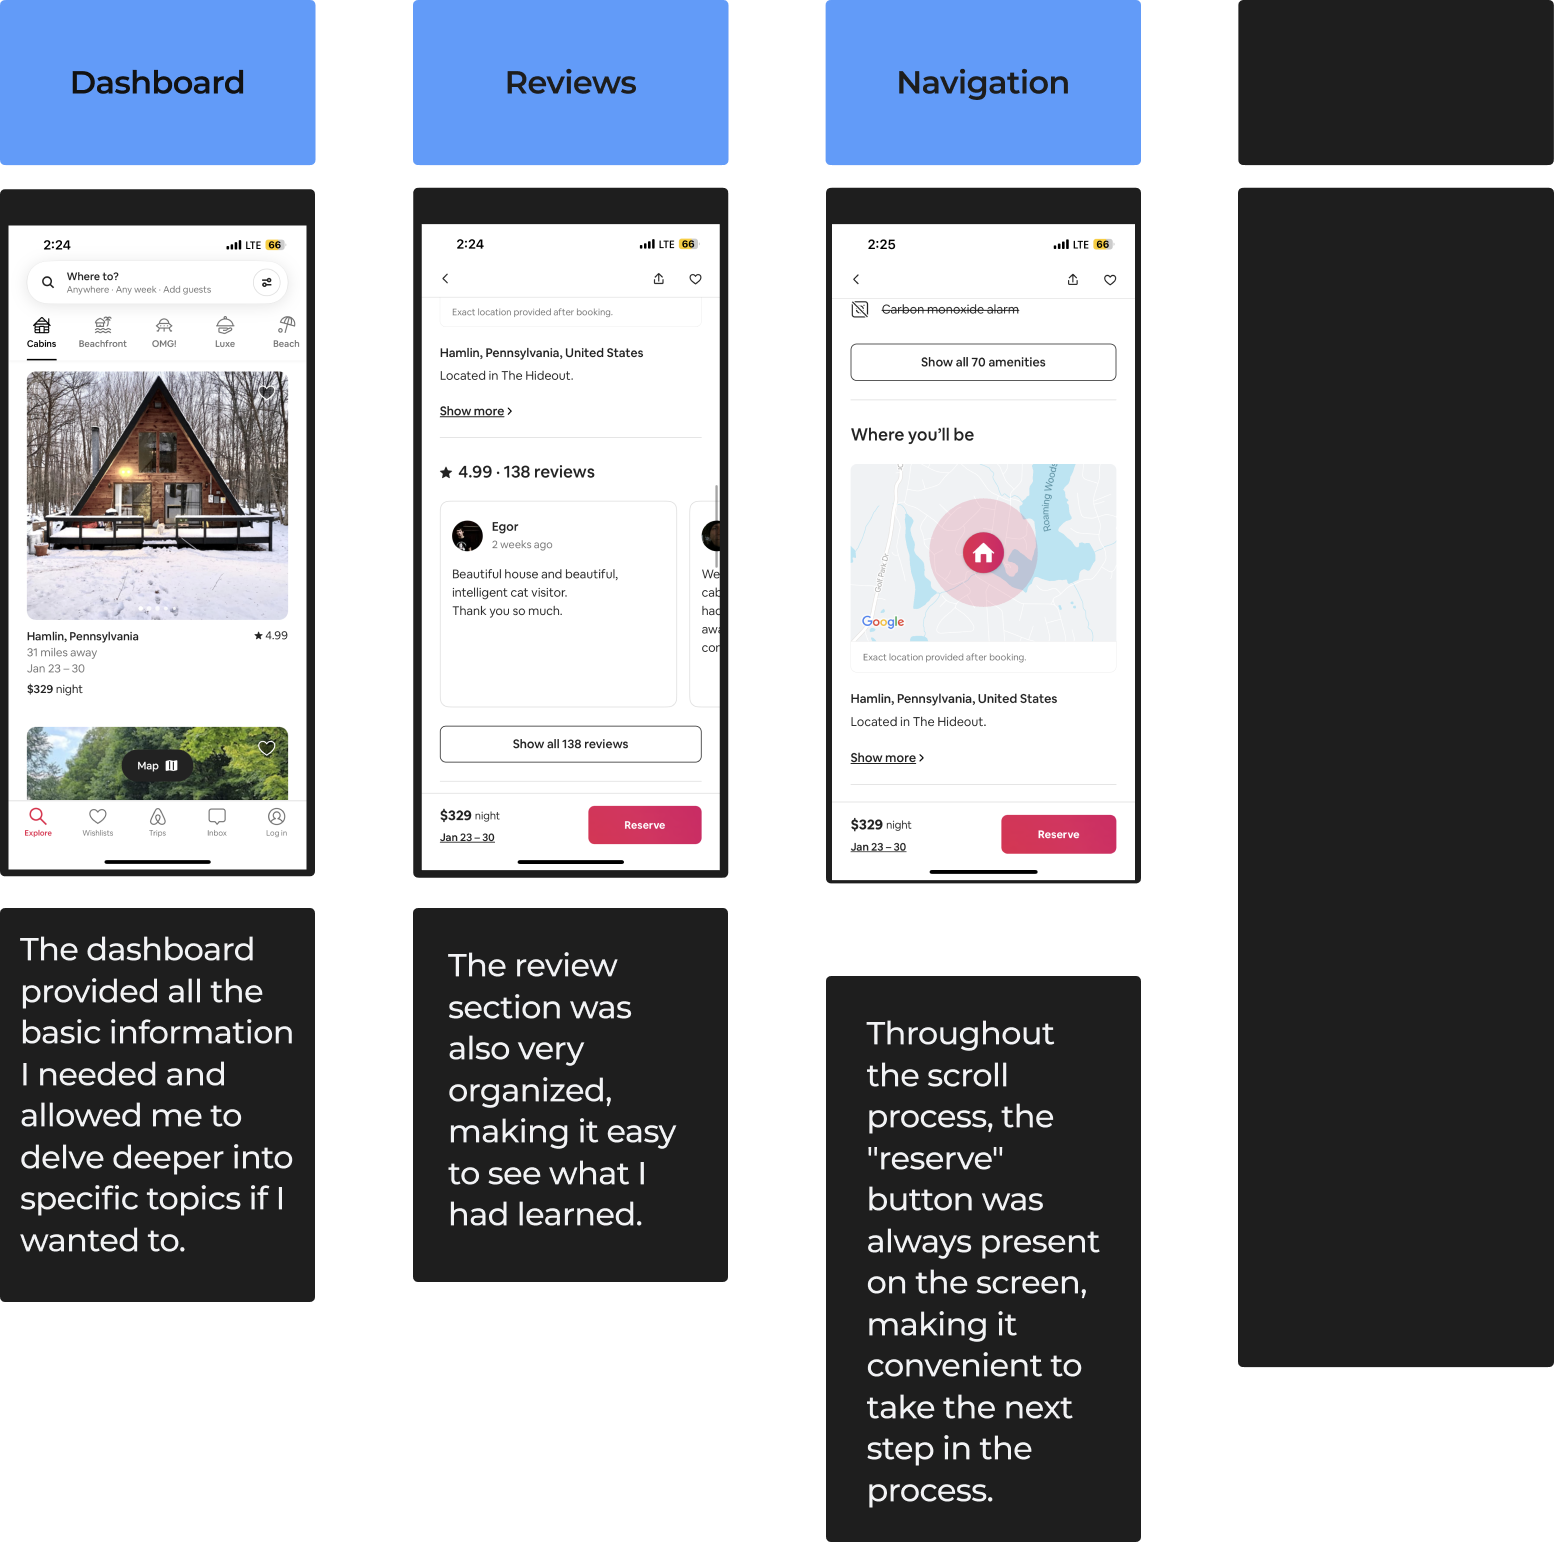 Dashboard
2:24 LTE 66
Where to?
Anywhere · Any week · Add guests
Cabins Beachfront OMG! Luxe Beach
Hamlin, Pennsylvania ★ 4.99
31 miles away
Jan 23 – 30
$329 night
Map
Explore Wishlists Trips Inbox Log in
The dashboard
provided all the
basic information
I needed and
allowed me to
delve deeper into
specific topics if I
wanted to.
Reviews
2:24 LTE 66
Exact location provided after booking.
Hamlin, Pennsylvania, United States
Located in The Hideout.
Show more >
★ 4.99 · 138 reviews
Egor
2 weeks ago
Beautiful house and beautiful,
intelligent cat visitor.
Thank you so much.
We
cab
had
awa
cor
Show all 138 reviews
$329 night
Jan 23 – 30
Reserve
The review
section was
also very
organized,
making it easy
to see what I
had learned.
Navigation
2:25 LTE 66
Carbon monoxide alarm
Show all 70 amenities
Where you’ll be
Roaming Woods
Golf Park Dr
Google
Exact location provided after booking.
Hamlin, Pennsylvania, United States
Located in The Hideout.
Show more >
$329 night
Jan 23 – 30
Reserve
Throughout
the scroll
process, the
"reserve"
button was
always present
on the screen,
making it
convenient to
take the next
step in the
process.